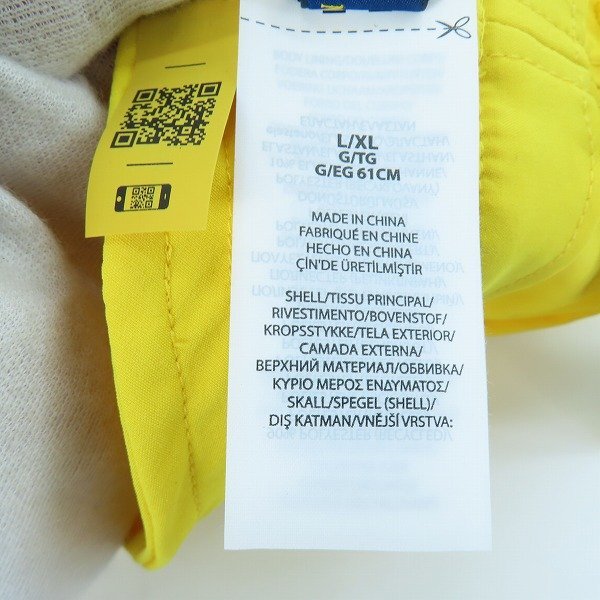 L/XL
G/TG
G/EG 61CM
MADE IN CHINA
FABRIQUÉ EN CHINE
HECHO EN CHINA
ÇİN'DE ÜRETİLMİŞTİR
SHELL/TISSU PRINCIPAL/
RIVESTIMENTO/BOVENSTOF/
KROPSSTYKKE/TELA EXTERIOR/
CAMADA EXTERNA/
ВЕРХНИЙ МАТЕРИАЛ/ОБВИВКА/
ΚΥΡΙΟ ΜΕΡΟΣ ΕΝΔΥΜΑΤΟΣ/
SKALL/SPEGEL (SHELL)/
DIŞ KATMAN/VNĚJŠÍ VRSTVA: